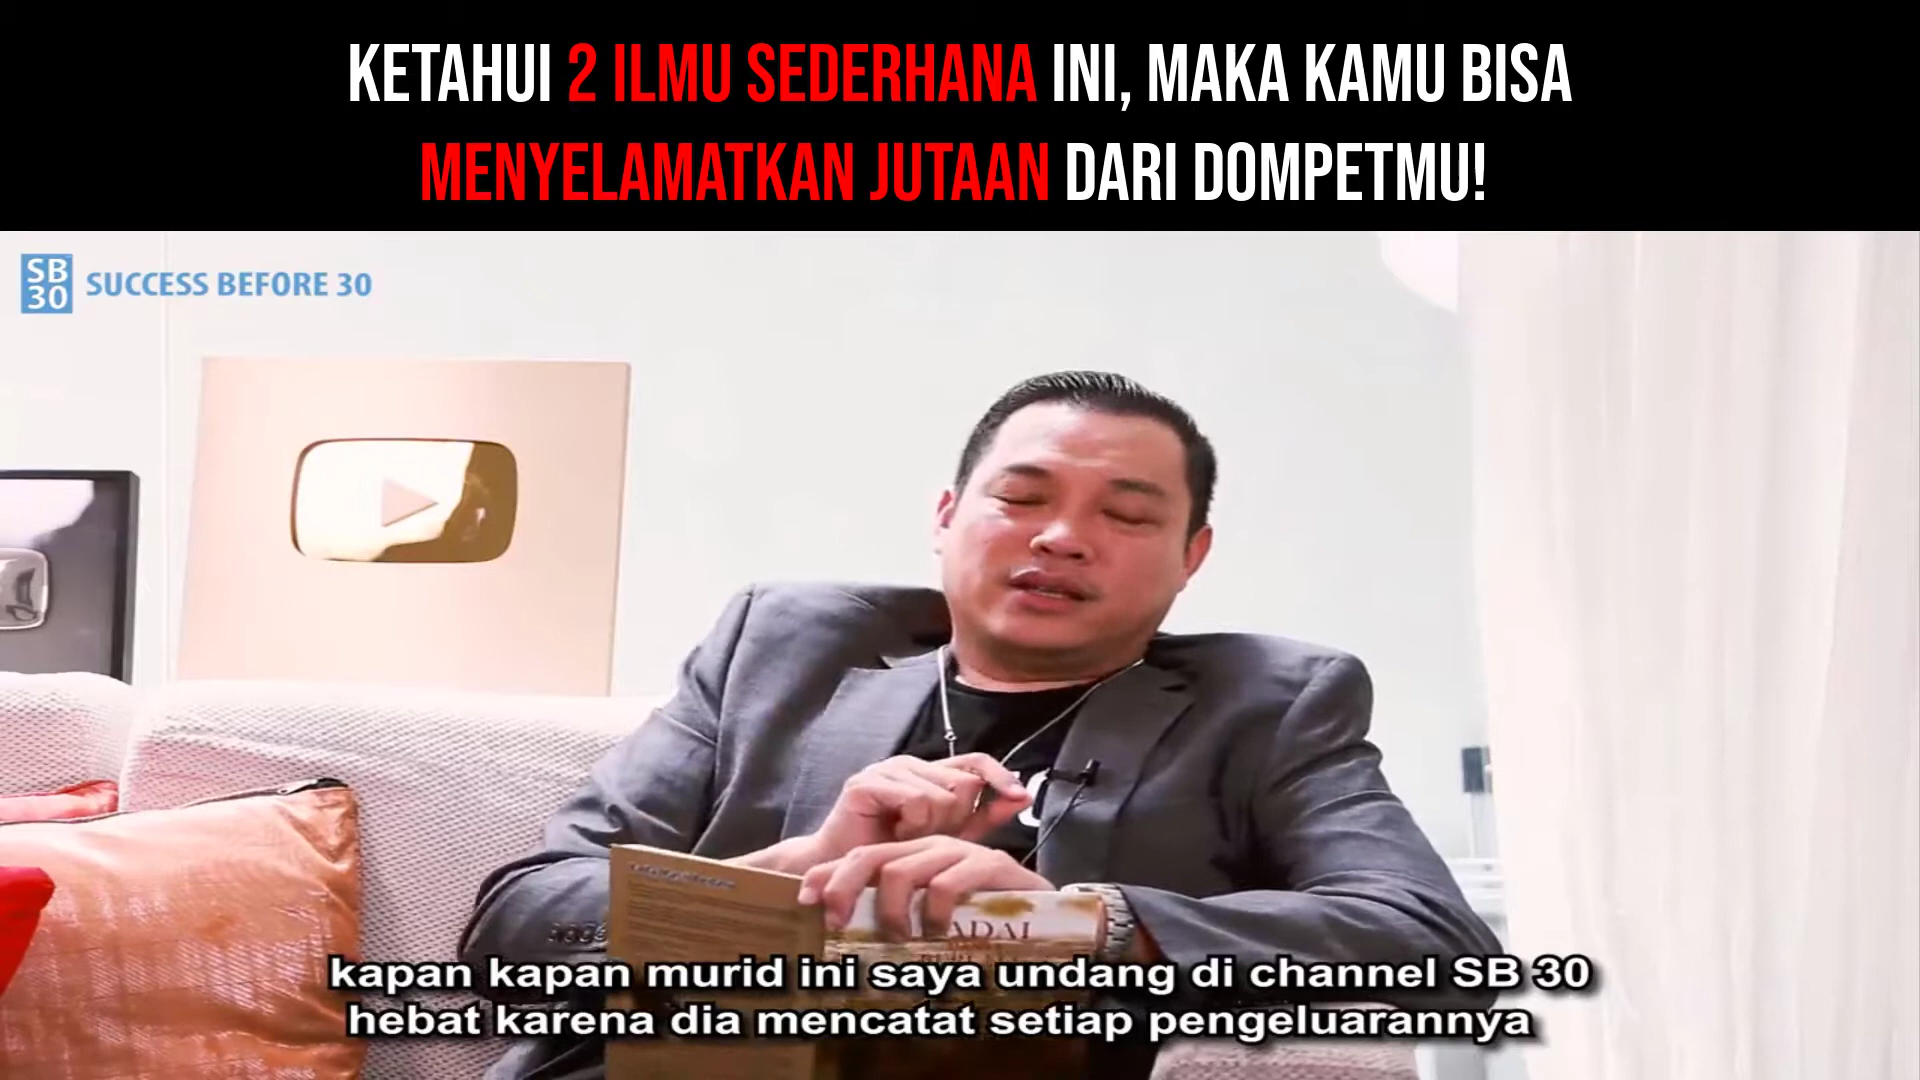 KETAHUI 2 ILMU SEDERHANA INI, MAKA KAMU BISA
MENYELAMATKAN JUTAAN DARI DOMPETMU!
SB
30
SUCCESS BEFORE 30
kapan kapan murid ini saya undang di channel SB 30
hebat karena dia mencatat setiap pengeluarannya